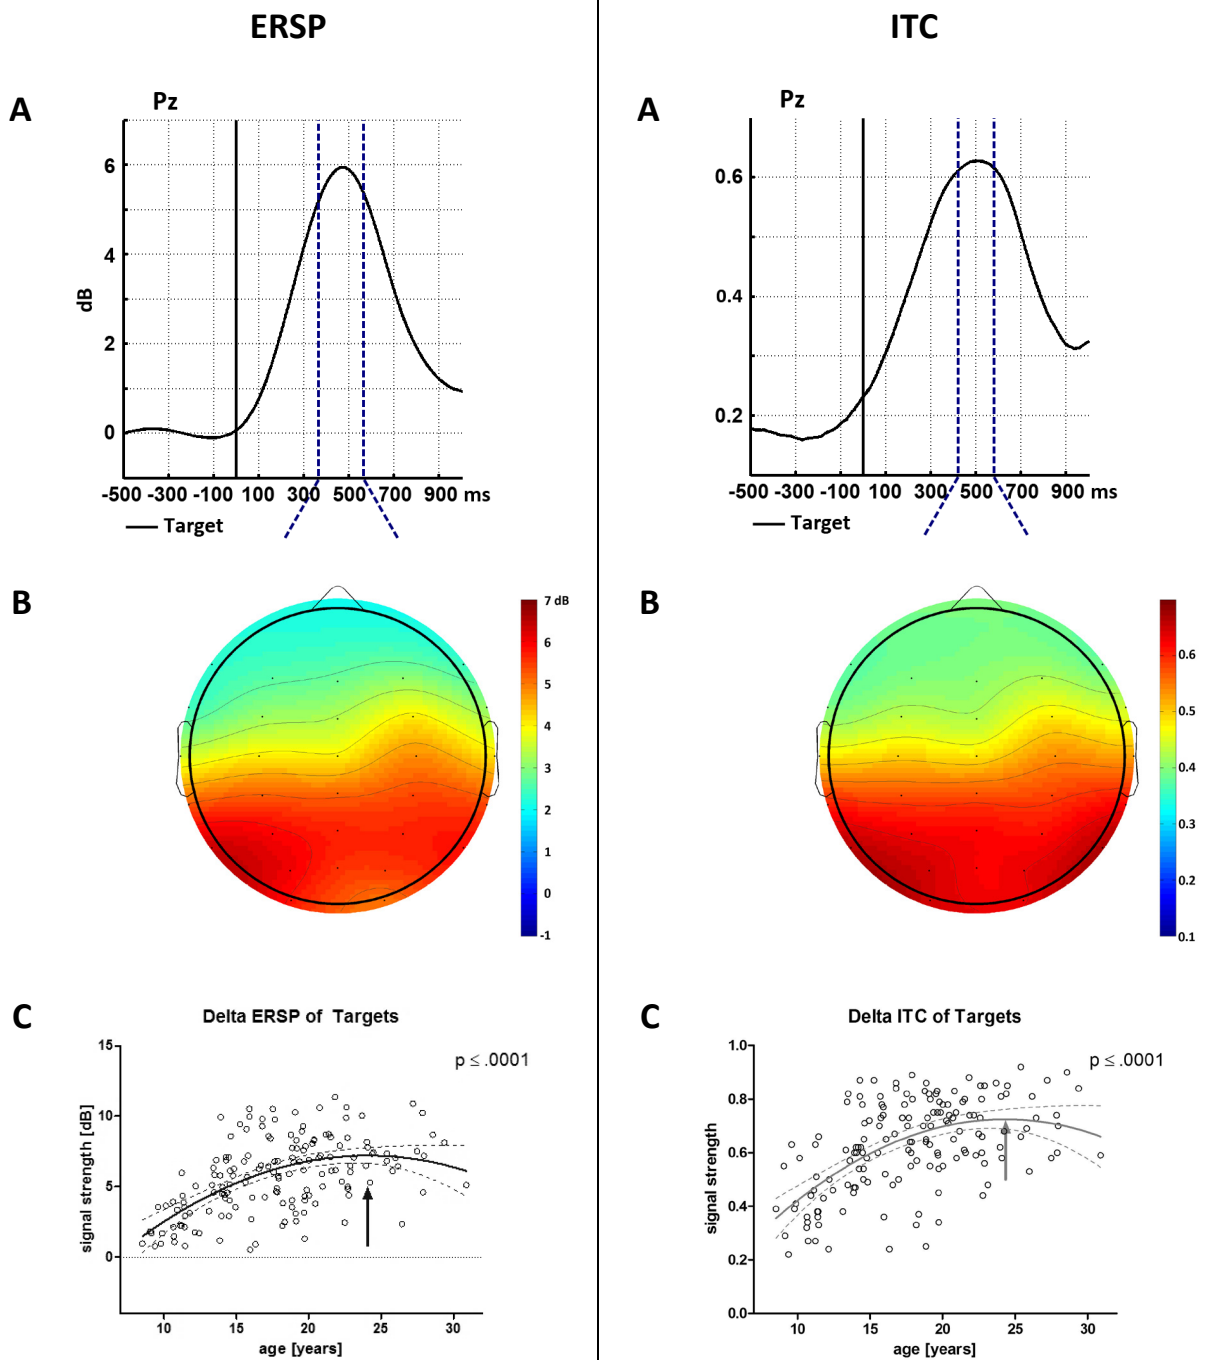 ERSP
A
Pz
6
4
2
0
dB
-500 -300 -100 100 300 500 700 900 ms
Target
B
7 dB
6
5
4
3
2
1
0
-1
C
Delta ERSP of Targets
p ≤ .0001
15
10
5
0
signal strength [dB]
10 15 20 25 30
age [years]
ITC
A
Pz
0.6
0.4
0.2
-500 -300 -100 100 300 500 700 900 ms
Target
B
0.6
0.5
0.4
0.3
0.2
0.1
C
Delta ITC of Targets
p ≤ .0001
1.0
0.8
0.6
0.4
0.2
0.0
signal strength
10 15 20 25 30
age [years]